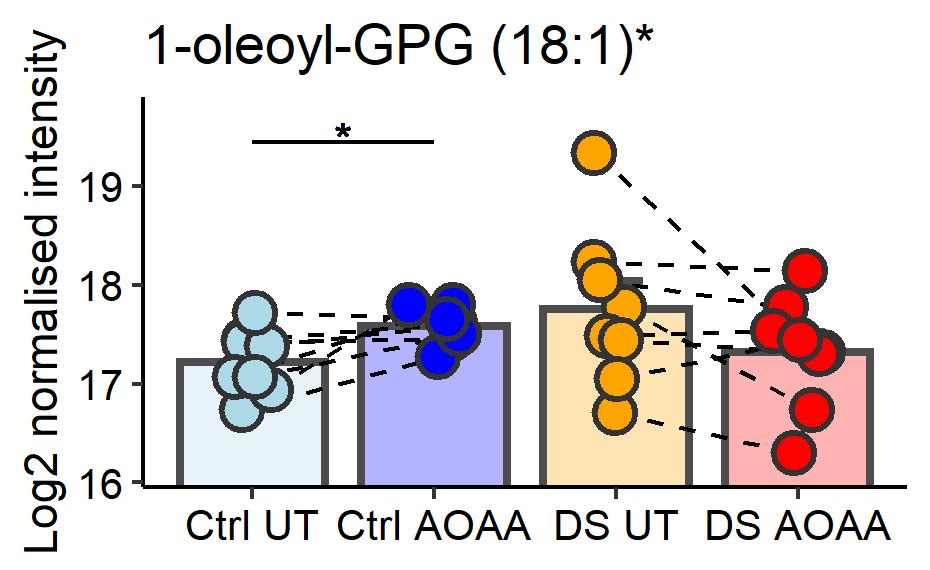 1-oleoyl-GPG (18:1)*
Log2 normalised intensity
*
19
18
17
16
Ctrl UT Ctrl AOAA DS UT DS AOAA